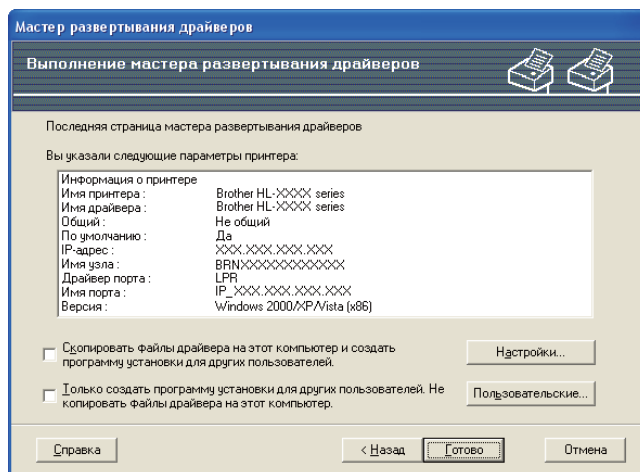 Мастер развертывания драйверов
Выполнение мастера развертывания драйверов
Последняя страница мастера развертывания драйверов
Вы указали следующие параметры принтера:
Информация о принтере
Имя принтера : Brother HL-XXXX series
Имя драйвера : Brother HL-XXXX series
Общий : Не общий
По умолчанию : Да
IP-адрес : XXX.XXX.XXX.XXX
Имя узла : BRNXXXXXXXXXXXX
Драйвер порта : LPR
Имя порта : IP_XXX.XXX.XXX.XXX
Версия : Windows 2000/XP/Vista (x86)
Скопировать файлы драйвера на этот компьютер и создать
программу установки для других пользователей.
Настройки...
Только создать программу установки для других пользователей. Не
копировать файлы драйвера на этот компьютер.
Пользовательские...
Справка < Назад Готово Отмена